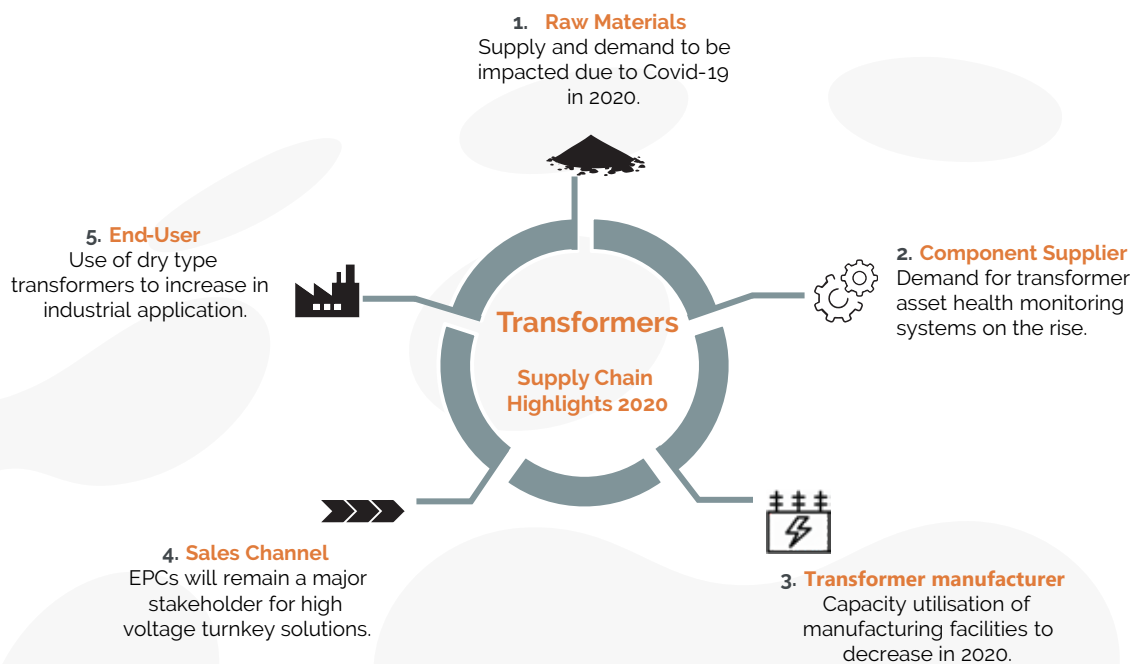 1. Raw Materials
Supply and demand to be
impacted due to Covid-19
in 2020.
2. Component Supplier
Demand for transformer
asset health monitoring
systems on the rise.
3. Transformer manufacturer
Capacity utilisation of
manufacturing facilities to
decrease in 2020.
4. Sales Channel
EPCs will remain a major
stakeholder for high
voltage turnkey solutions.
5. End-User
Use of dry type
transformers to increase in
industrial application.
Transformers
Supply Chain
Highlights 2020